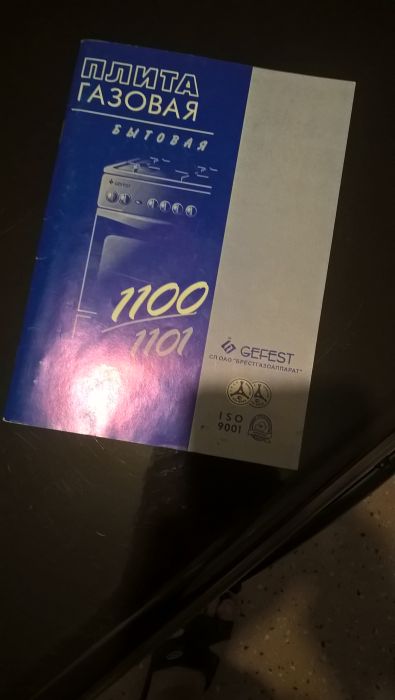 ПЛИТА
ГАЗОВАЯ
БЫТОВАЯ
GEFEST
1100
1101
GEFEST
СП ОАО "БРЕСТГАЗОАППАРАТ"
ISO
9001